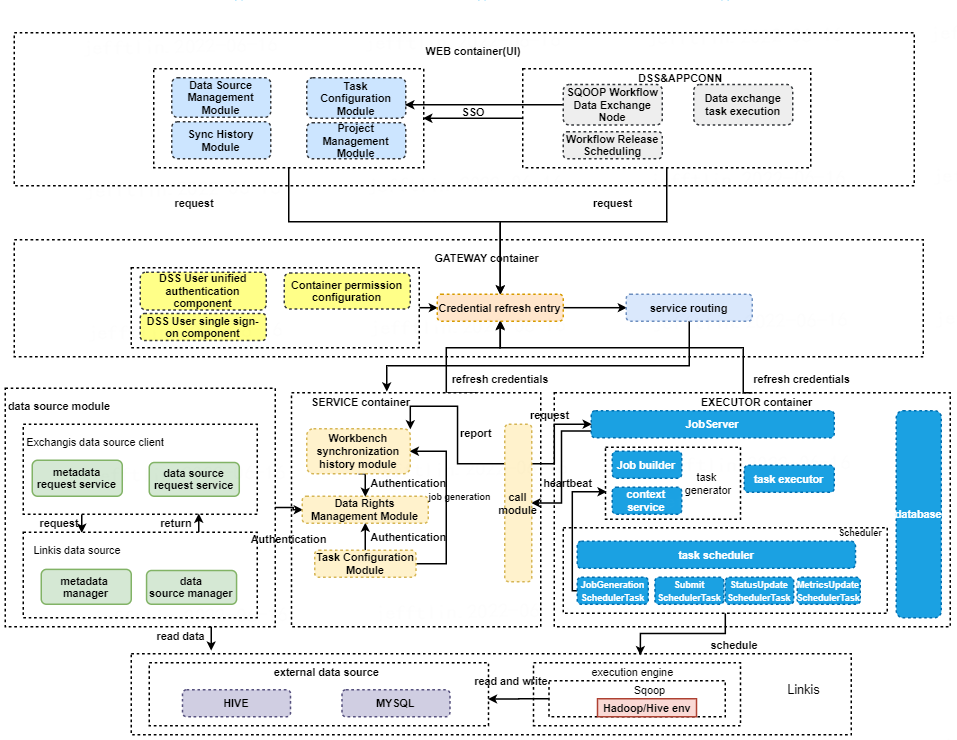 WEB container(UI)
DSS&APPCONN
Data Source
Management
Module
Task
Configuration
Module
Sync History
Module
Project
Management
Module
SSO
SQOOP Workflow
Data Exchange
Node
Data exchange
task execution
Workflow Release
Scheduling
request
request
GATEWAY container
DSS User unified
authentication
component
Container permission
configuration
DSS User single sign-
on component
Credential refresh entry
service routing
refresh credentials
refresh credentials
data source module
Exchangis data source client
metadata
request service
data source
request service
request
return
Linkis data source
metadata
manager
data
source manager
Authentication
SERVICE container
Workbench
synchronization
history module
report
Authentication
job generation
Data Rights
Management Module
Authentication
Task Configuration
Module
call
module
request
heartbeat
EXECUTOR container
JobServer
Job builder
context
service
task
generator
task executor
database
Scheduler
task scheduler
JobGeneration
SchedulerTask
Submit
SchedulerTask
StatusUpdate
SchedulerTask
MetricsUpdate
SchedulerTask
read data
schedule
external data source
HIVE
MYSQL
read and write
execution engine
Sqoop
Hadoop/Hive env
Linkis